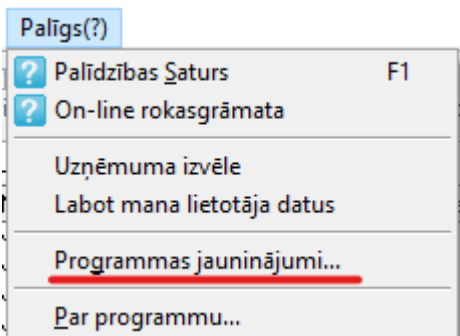 Palīgs(?)
Palīdzības Saturs F1
On-line rokasgrāmata
Uzņēmuma izvēle
Labot mana lietotāja datus
Programmas jauninājumi...
Par programmu...